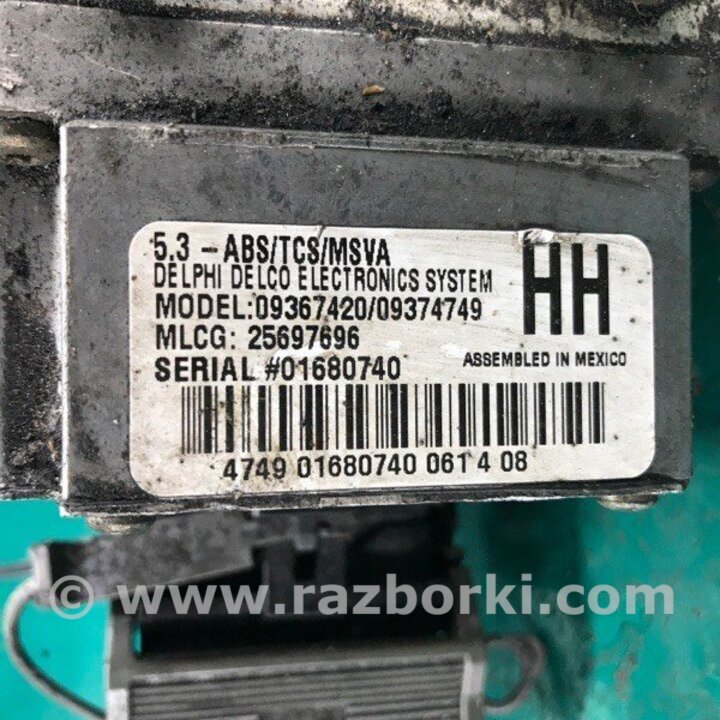 5.3 - ABS/TCS/MSVA
DELPHI DELCO ELECTRONICS SYSTEM
HH
MODEL:09367420/09374749
MLCG: 25697696
ASSEMBLED IN MEXICO
SERIAL #01680740
4749 01680740 061 4 08
© www.razborki.com